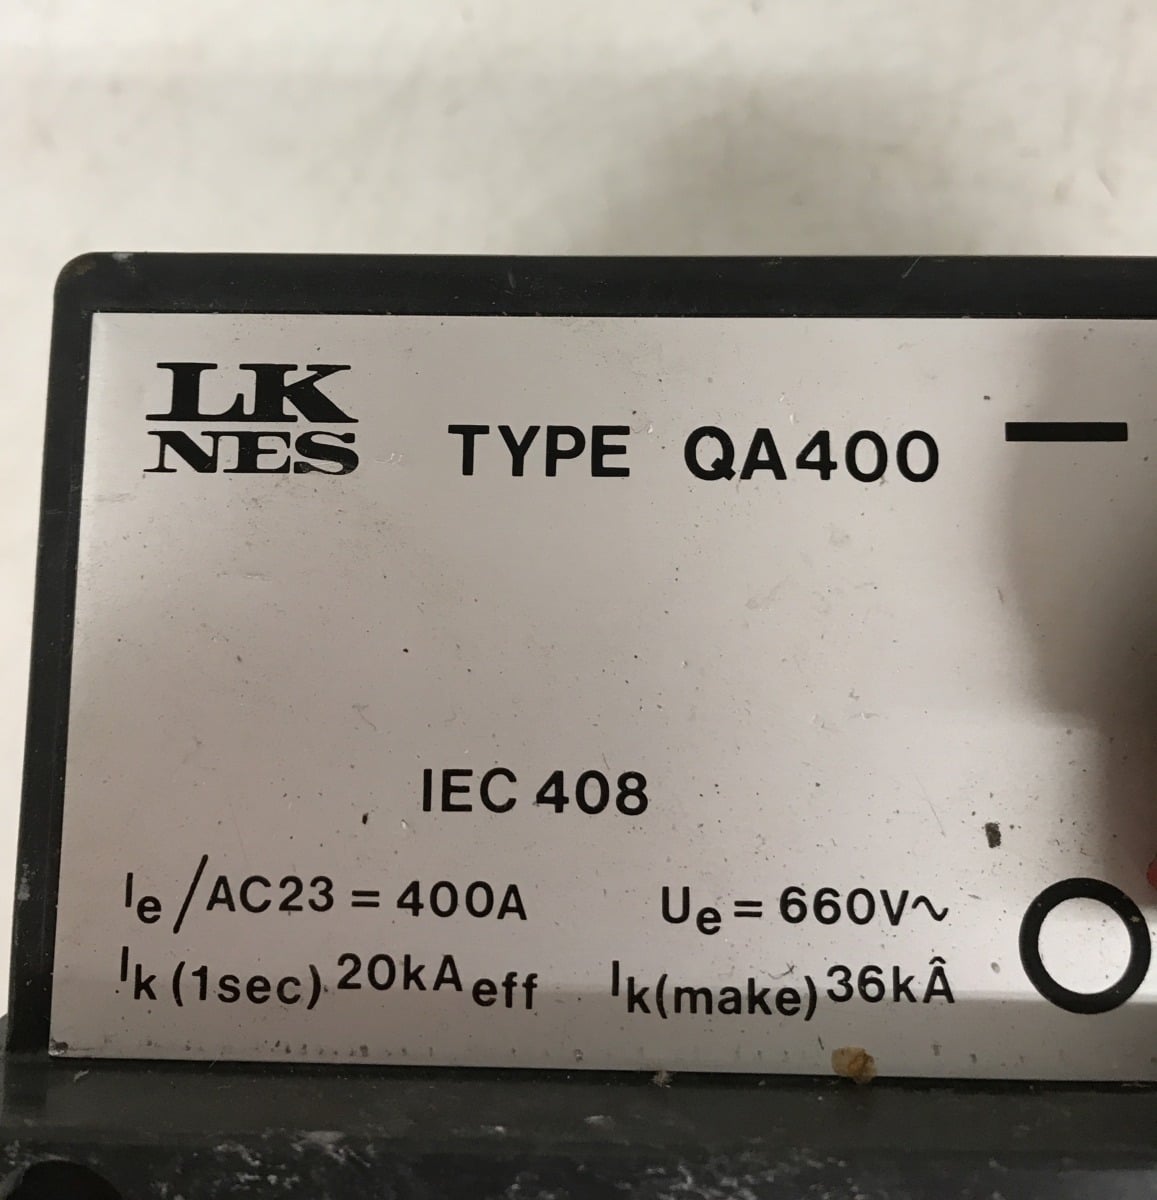 LK
NES
TYPE QA400
IEC 408
Ie/AC23 = 400A Ue = 660V~
Ik (1sec) 20kA eff Ik(make) 36kÂ